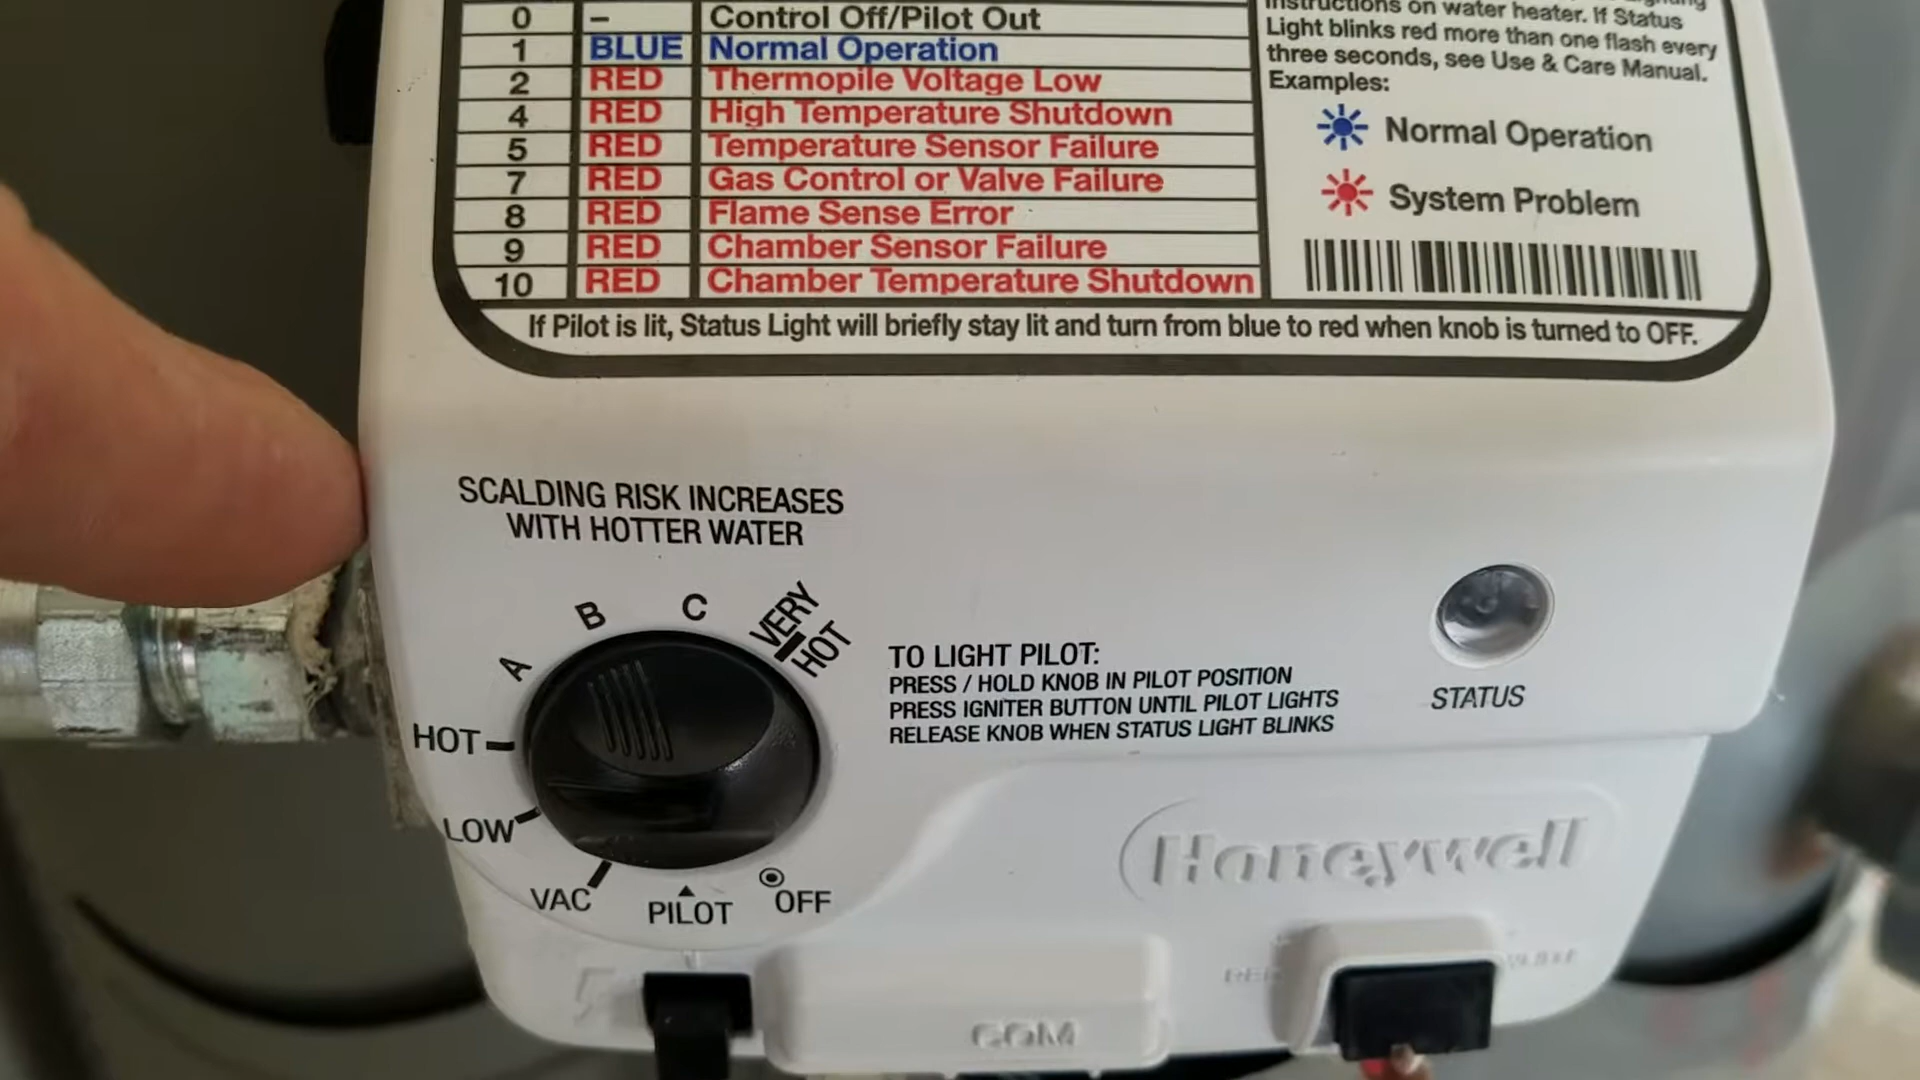 0 – Control Off/Pilot Out
1 BLUE Normal Operation
2 RED Thermopile Voltage Low
4 RED High Temperature Shutdown
5 RED Temperature Sensor Failure
7 RED Gas Control or Valve Failure
8 RED Flame Sense Error
9 RED Chamber Sensor Failure
10 RED Chamber Temperature Shutdown
Instructions on water heater. If Status
Light blinks red more than one flash every
three seconds, see Use & Care Manual.
Examples:
Normal Operation
System Problem
If Pilot is lit, Status Light will briefly stay lit and turn from blue to red when knob is turned to OFF.
SCALDING RISK INCREASES
WITH HOTTER WATER
A
B
C
VERY
HOT
HOT
LOW
VAC
PILOT
OFF
TO LIGHT PILOT:
PRESS / HOLD KNOB IN PILOT POSITION
PRESS IGNITER BUTTON UNTIL PILOT LIGHTS
RELEASE KNOB WHEN STATUS LIGHT BLINKS
STATUS
Honeywell
COM